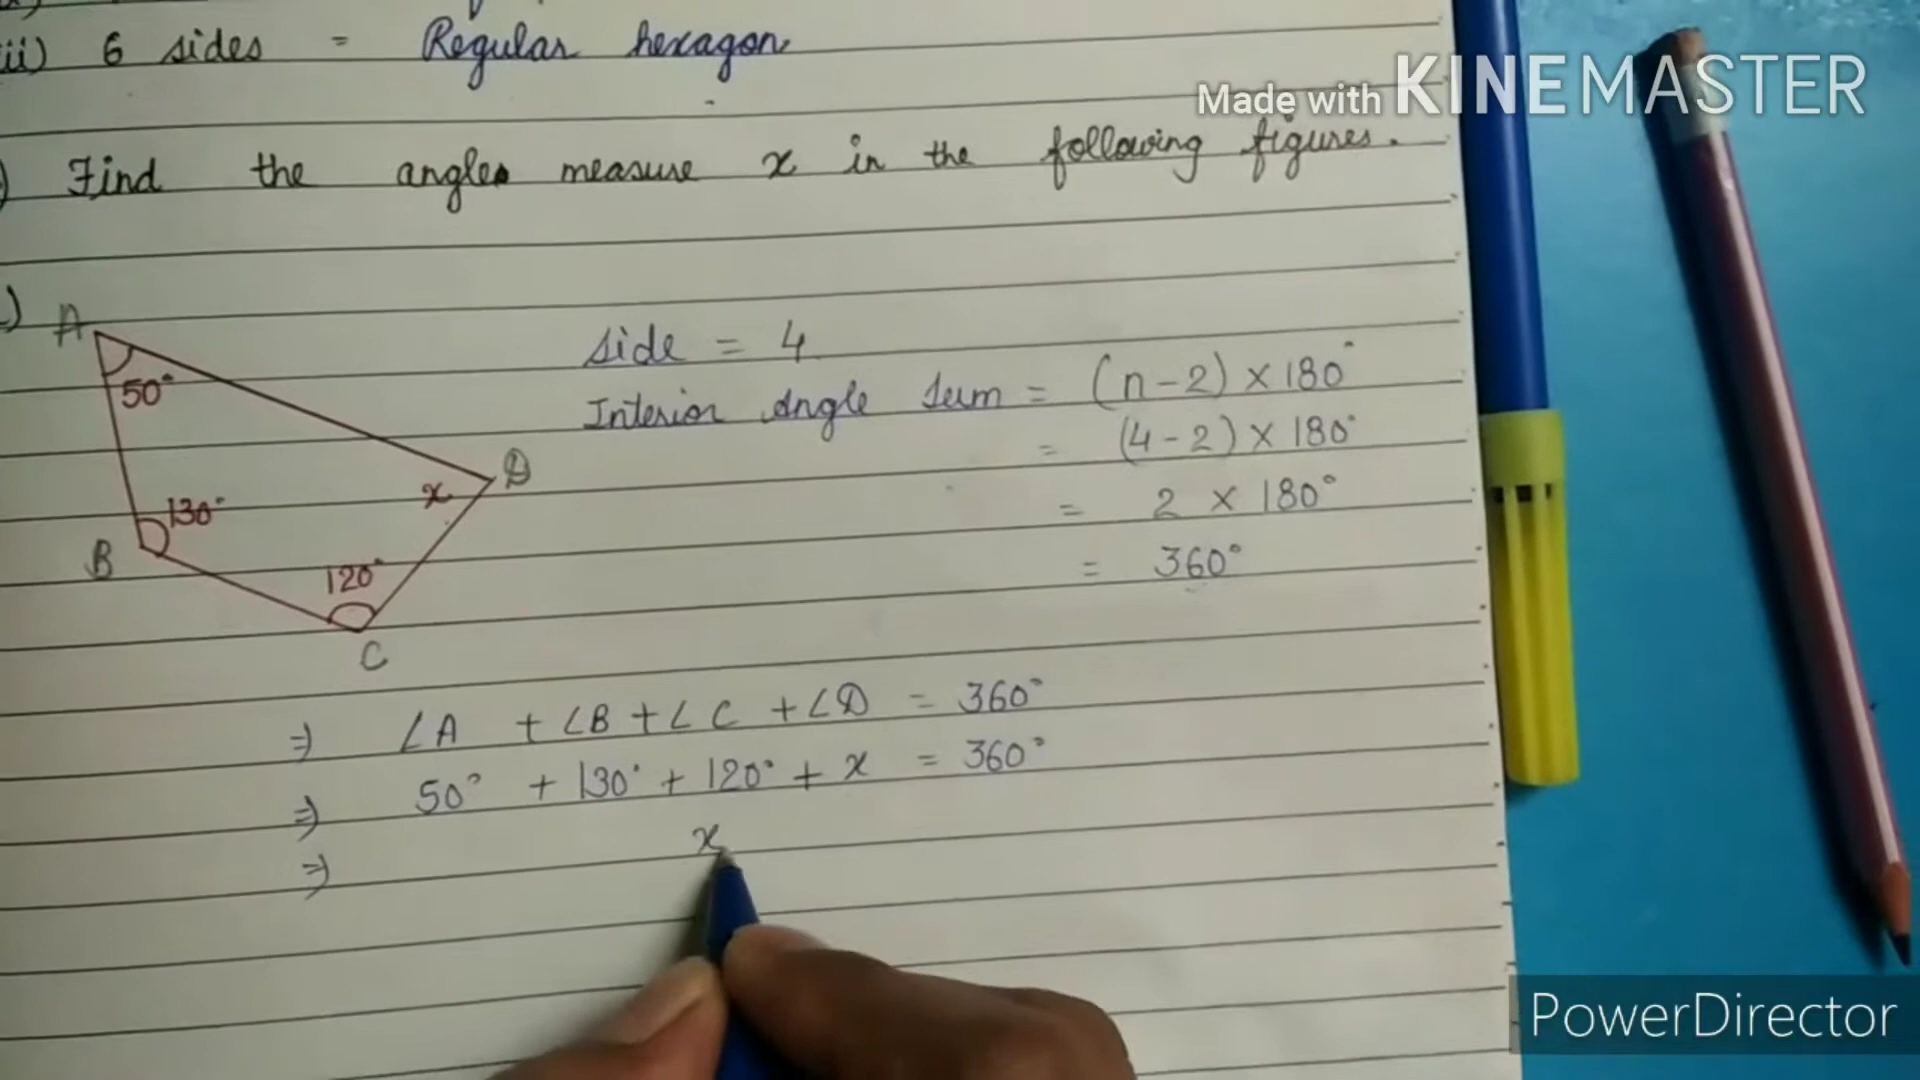 ii) 6 sides = Regular hexagon
Made with KINEMASTER
) Find the angles measure x in the following figures.
)
A
50°
D
x
130°
B
120°
C
side = 4
Interior Angle Sum = (n-2) × 180°
= (4-2) × 180°
= 2 × 180°
= 360°
⇒ ∠A + ∠B + ∠C + ∠D = 360°
⇒ 50° + 130° + 120° + x = 360°
⇒ x
PowerDirector